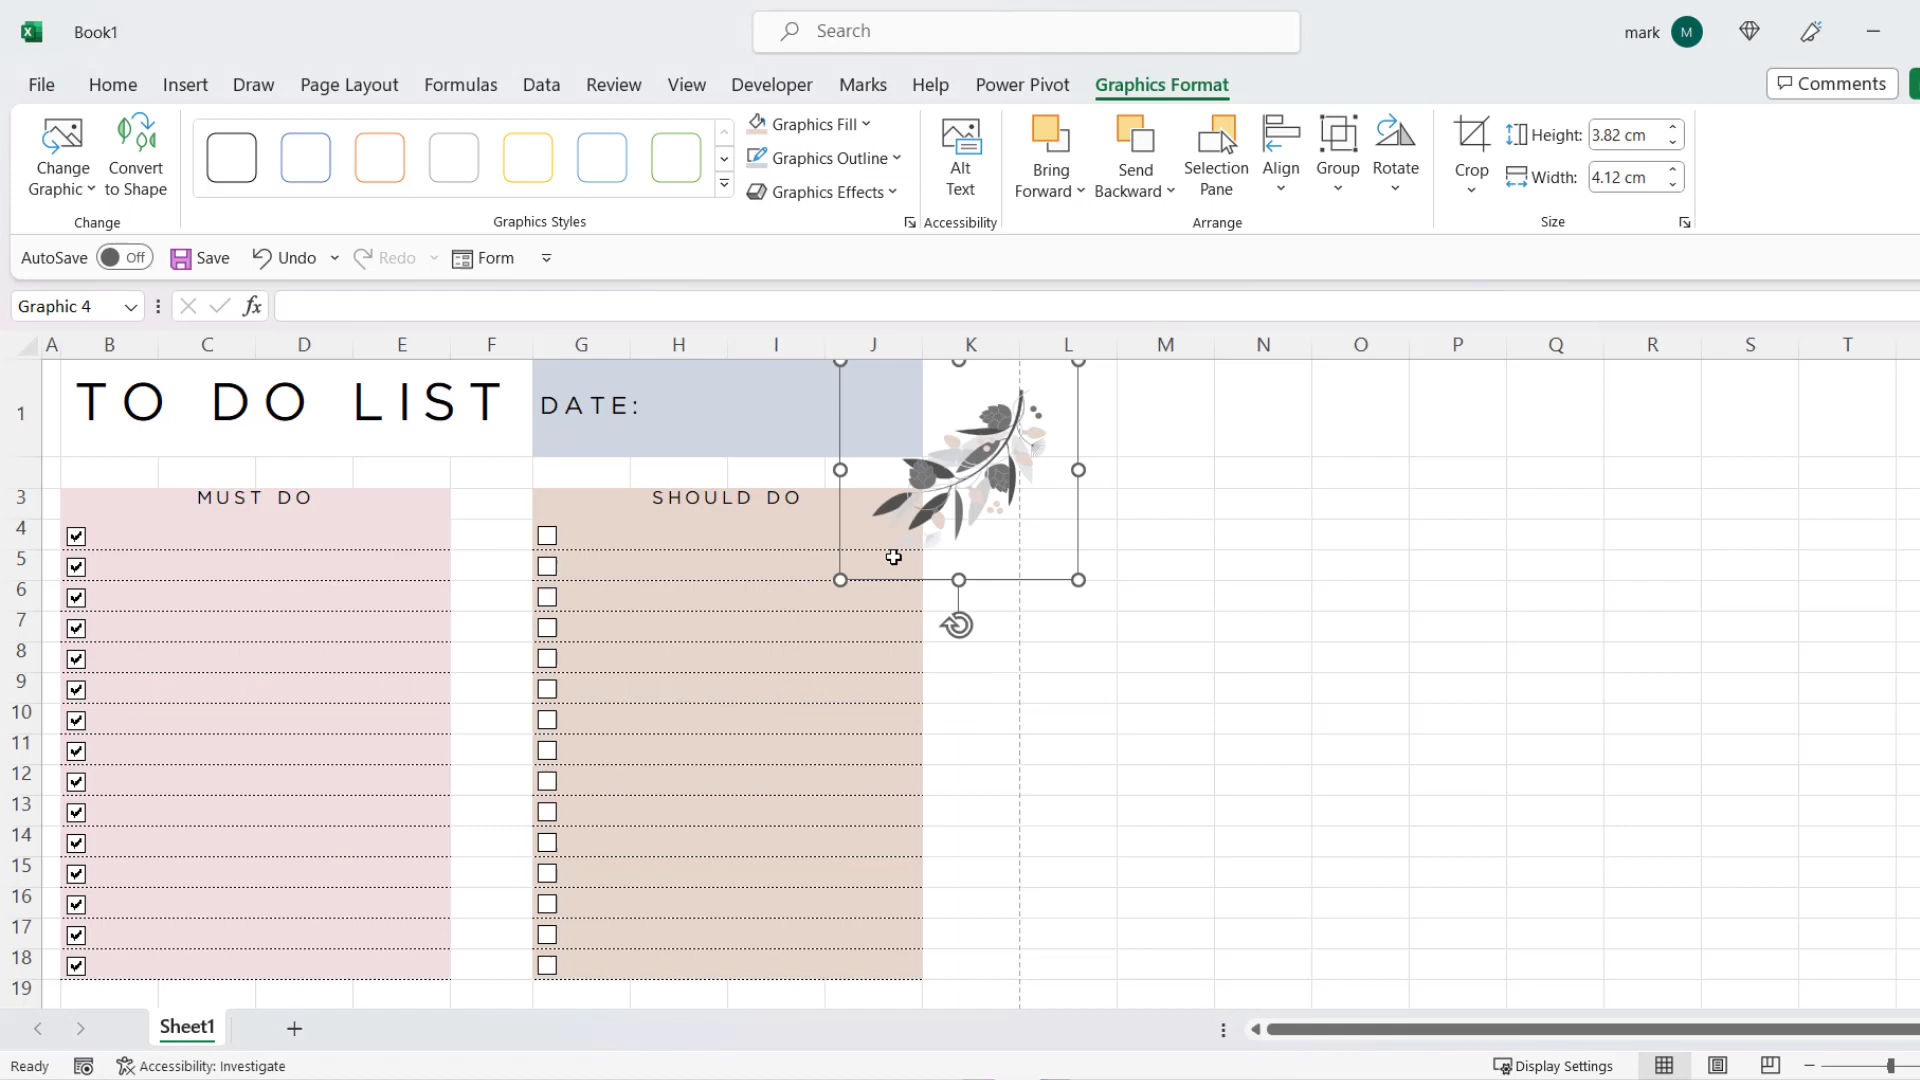 Book1
Search
mark M
File Home Insert Draw Page Layout Formulas Data Review View Developer Marks Help Power Pivot Graphics Format Comments
Change Graphic
Convert to Shape
Change
Graphics Fill
Graphics Outline
Graphics Effects
Graphics Styles
Alt Text
Accessibility
Bring Forward
Send Backward
Selection Pane
Align
Group
Rotate
Arrange
Crop
Height: 3.82 cm
Width: 4.12 cm
Size
AutoSave Off Save Undo Redo Form
Graphic 4 fx
A B C D E F G H I J K L M N O P Q R S T
1 TO DO LIST DATE:
3 MUST DO SHOULD DO
4
5
6
7
8
9
10
11
12
13
14
15
16
17
18
19
Sheet1
Ready Accessibility: Investigate Display Settings